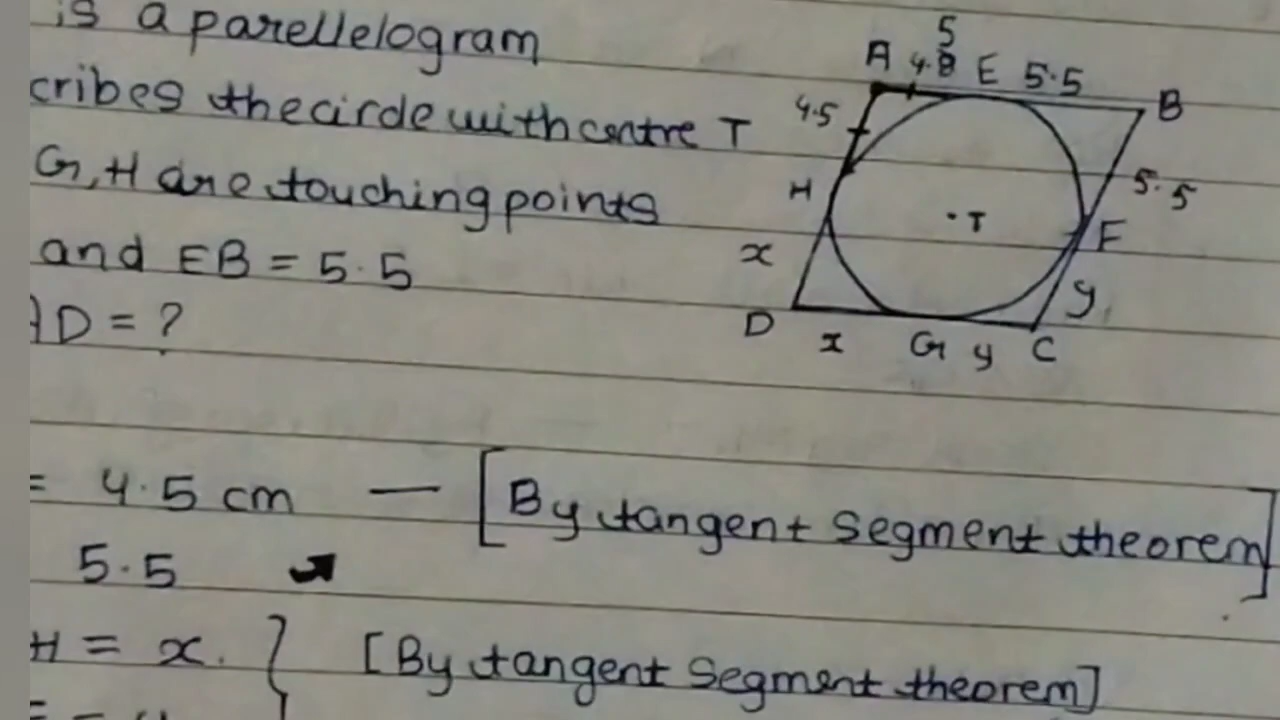 is a parellelogram
cribes the circle with centre T
G, H are touching points
and EB = 5.5
AD = ?
A 4.5 E 5.5 B
4.5
5.5
H
T
F
x
y
D x G y C
= 4.5 cm — [By tangent segment theorem]
5.5
H = x. } [By tangent segment theorem]
= y